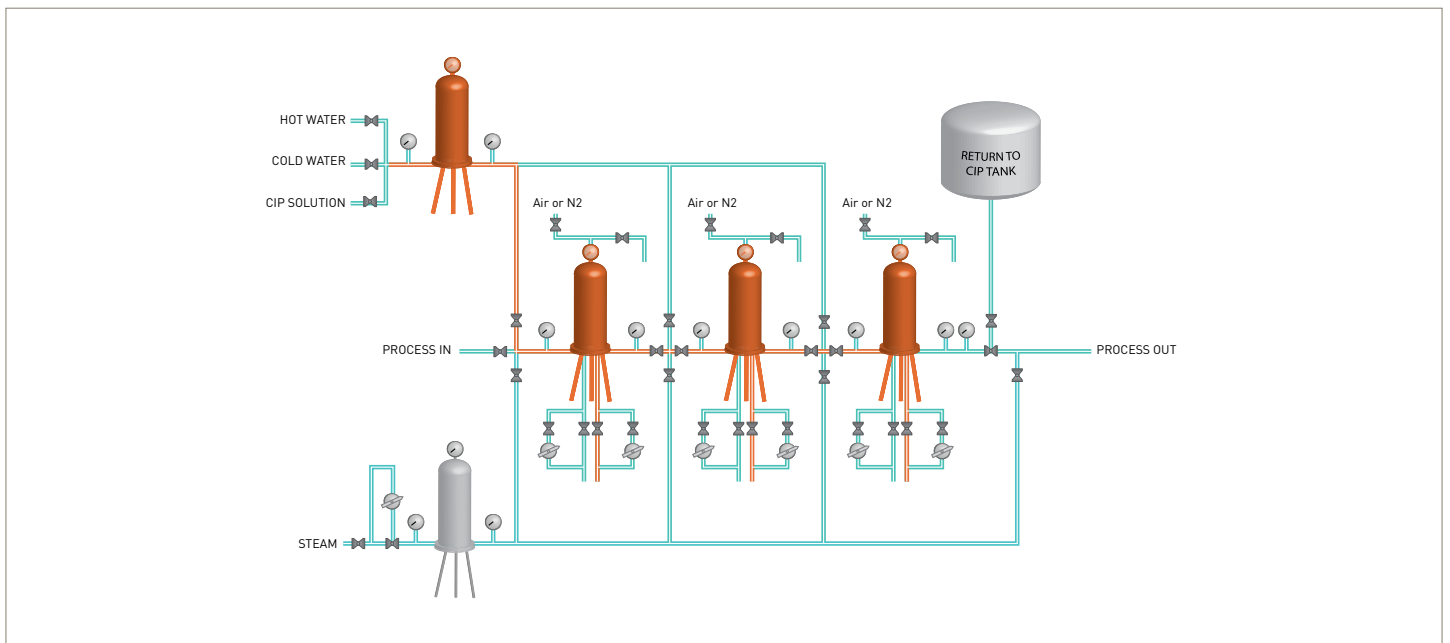 HOT WATER
COLD WATER
CIP SOLUTION
RETURN TO
CIP TANK
Air or N2
Air or N2
Air or N2
PROCESS IN
PROCESS OUT
STEAM